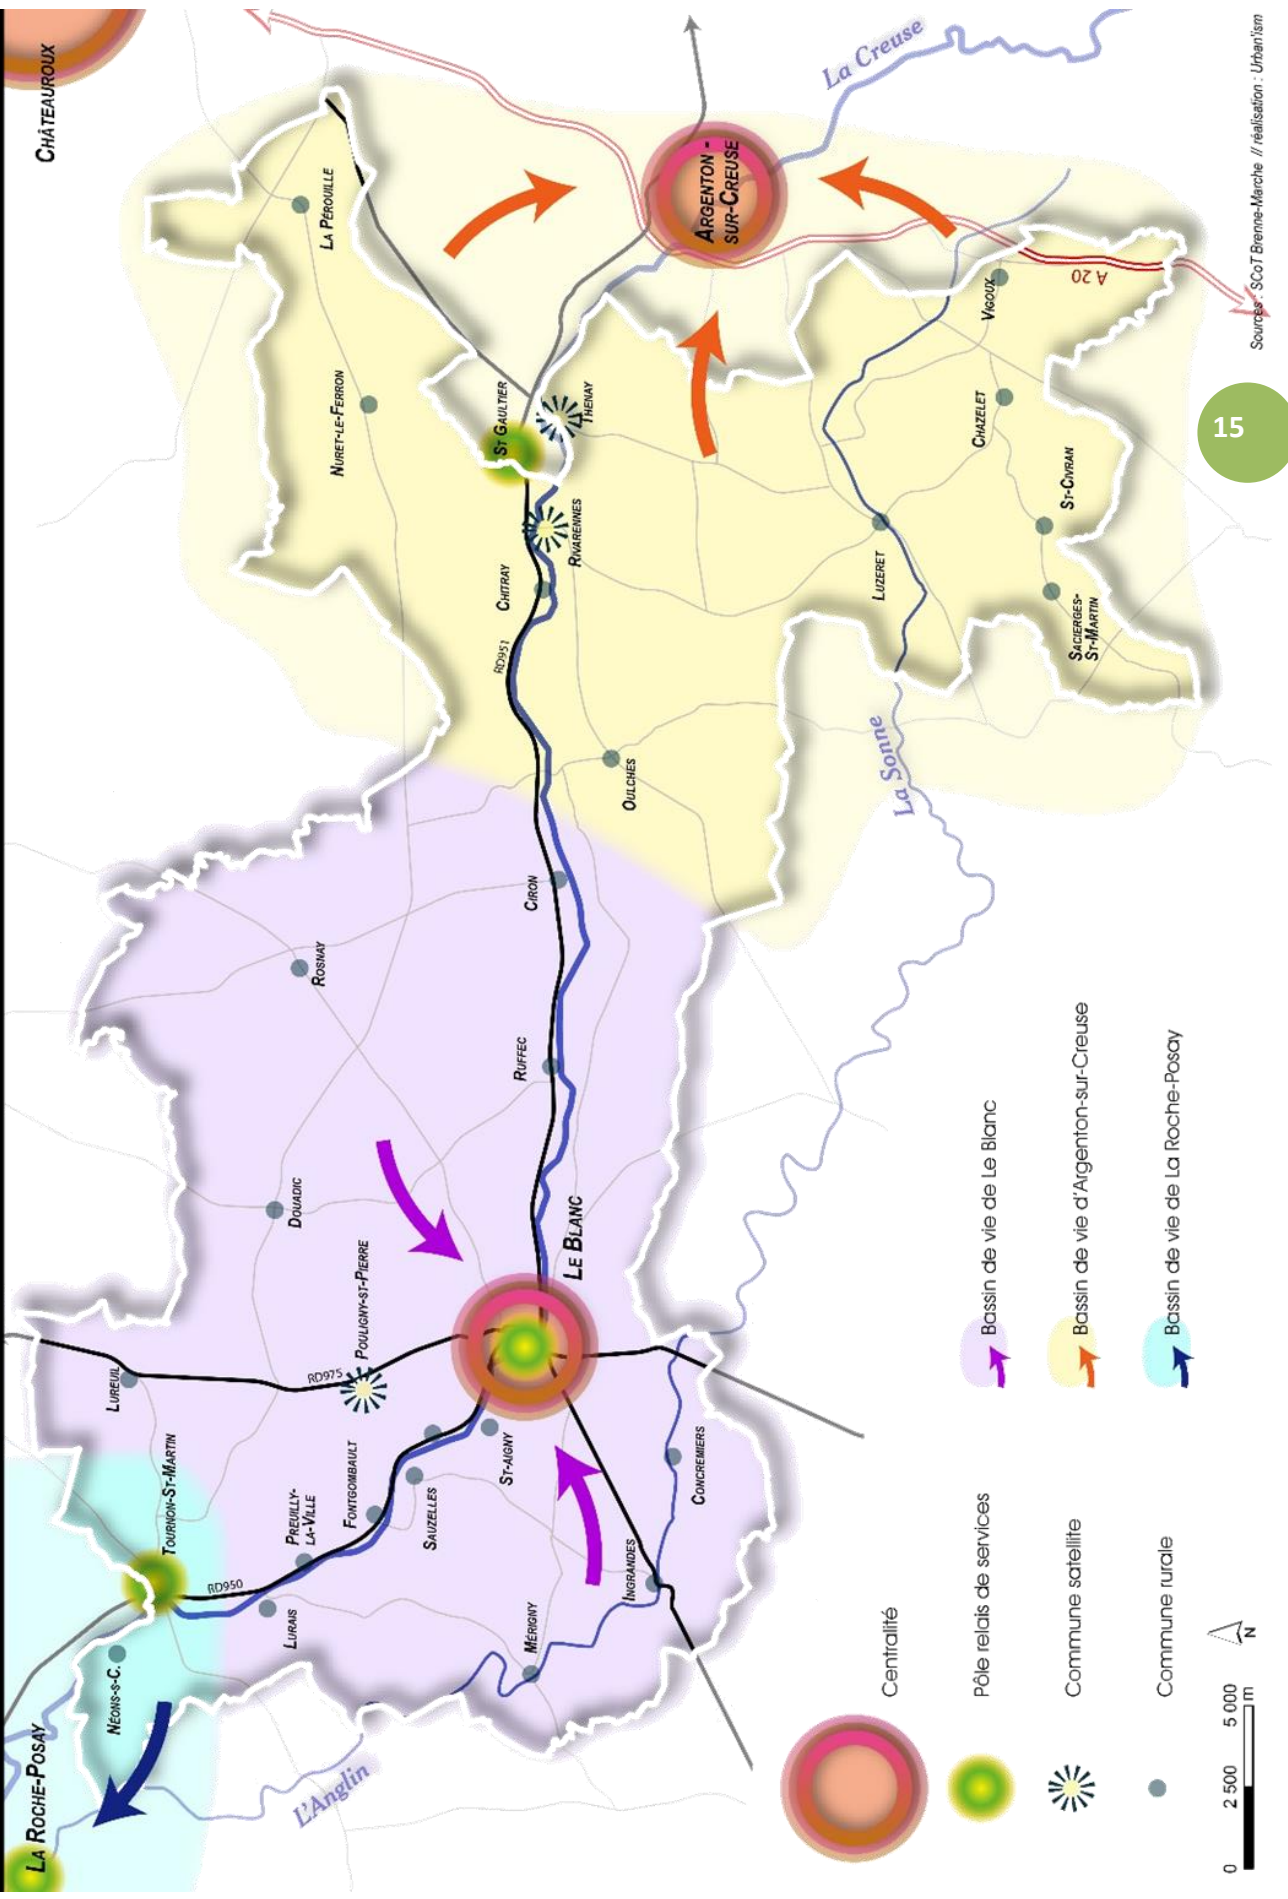 CHÂTEAUROUX
LA ROCHE-POSAY
NÉONS-S-C.
TOURNON-ST-MARTIN
LUREUIL
RD950
RD975
LURAIS
PREUILLY-
LA-VILLE
FONTGOMBAULT
SAUZELLES
ST-AIGNY
POULIGNY-ST-PIERRE
DOUADIC
ROSNAY
MÉRIGNY
INGRANDES
CONCREMIERS
L'Anglin
LE BLANC
RUFFEC
CIRON
OULCHES
RD951
CHITRAY
RIVARENNES
ST GAULTIER
THENAY
NURET-LE-FERRON
LA PÉROUILLE
ARGENTON -
SUR-CREUSE
La Creuse
La Sonne
LUZERET
SACIERGES-
ST-MARTIN
ST-CIVRAN
CHAZELET
VIGOUX
A 20
Centralité
Pôle relais de services
Commune satellite
Commune rurale
Bassin de vie de Le Blanc
Bassin de vie d'Argenton-sur-Creuse
Bassin de vie de La Roche-Posay
0 2 500 5 000
m
N
Sources : SCoT Brenne-Marche // réalisation : Urban'ism
15